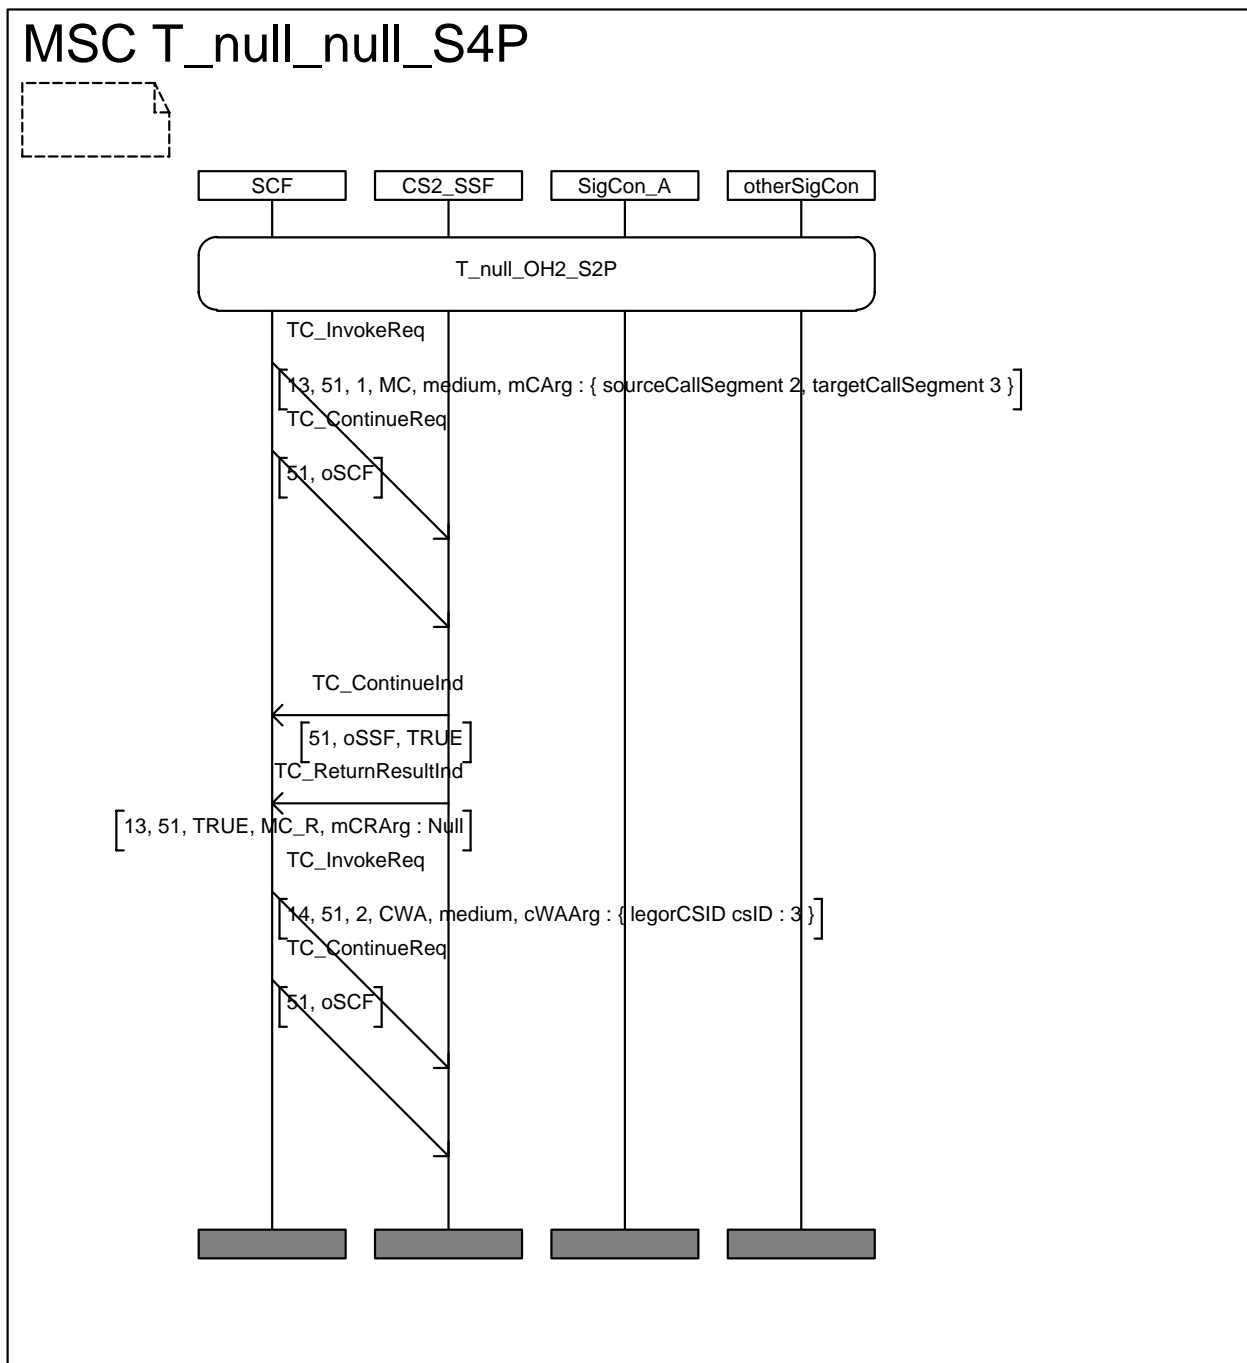 MSC T_null_null_S4P
SCF CS2_SSF SigCon_A otherSigCon
T_null_OH2_S2P
TC_InvokeReq
13, 51, 1, MC, medium, mCArg : { sourceCallSegment 2, targetCallSegment 3 }
TC_ContinueReq
51, oSCF
TC_ContinueInd
51, oSSF, TRUE
TC_ReturnResultInd
13, 51, TRUE, MC_R, mCRArg : Null
TC_InvokeReq
14, 51, 2, CWA, medium, cWAArg : { legorCSID csID : 3 }
TC_ContinueReq
51, oSCF